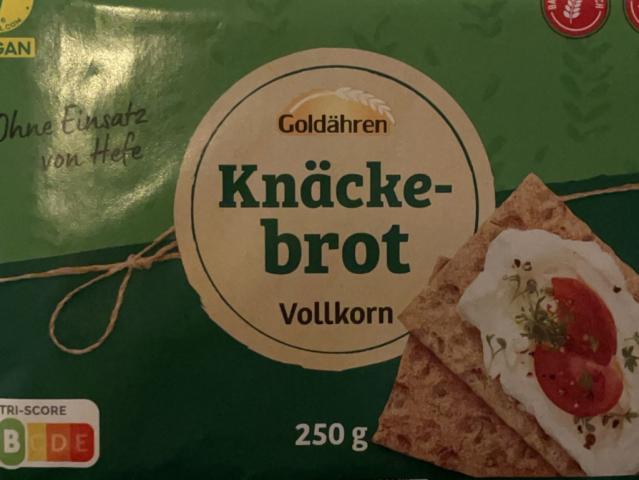 GAN
Ohne Einsatz
von Hefe
Goldähren
Knäcke-
brot
Vollkorn
250 g
TRI-SCORE
B C D E